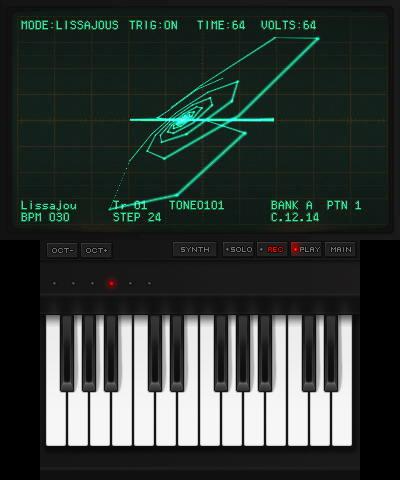 MODE:LISSAJOUS TRIG:ON TIME:64 VOLTS:64
Lissajou Tr 01 TONE0101 BANK A PTN 1
BPM 030 STEP 24 C.12.14
OCT- OCT+ SYNTH SOLO REC PLAY MAIN